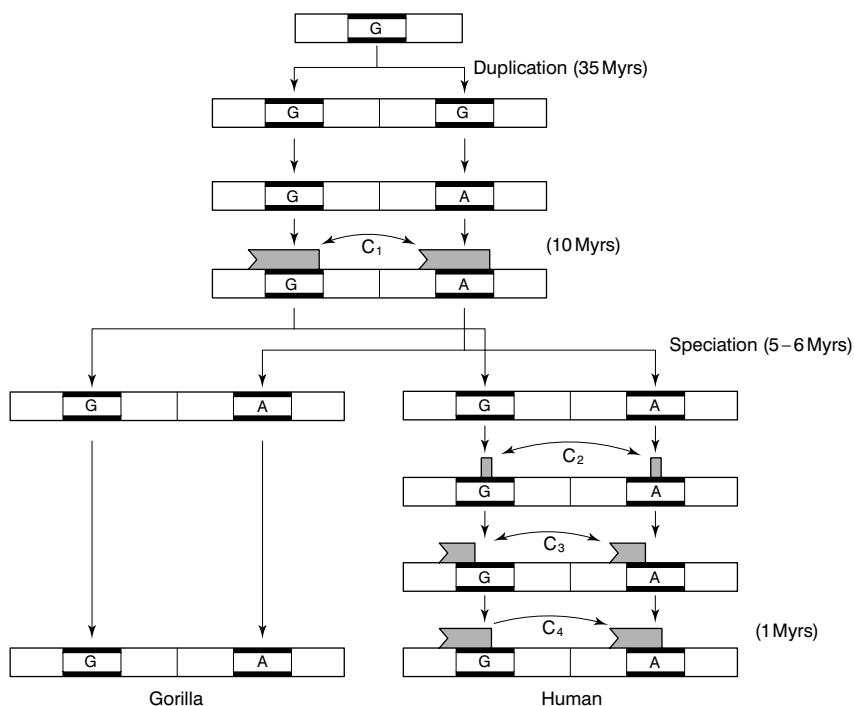 G
Duplication (35 Myrs)
G G
G A
C1 (10 Myrs)
G A
Speciation (5–6 Myrs)
G A G A
C2
G A
C3
G A
C4 (1 Myrs)
G A G A
Gorilla Human